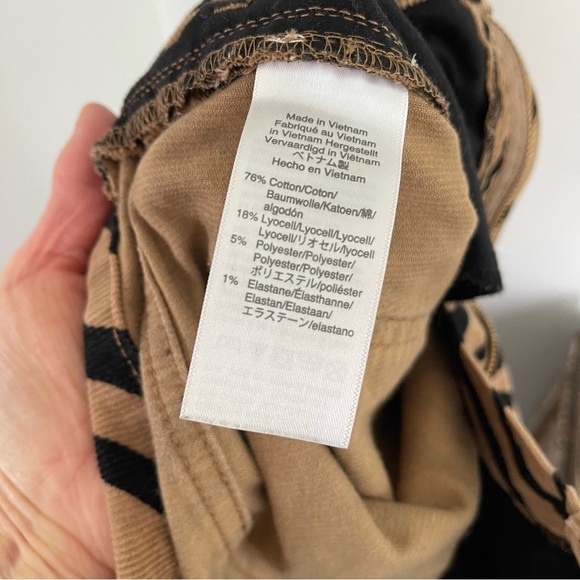 Made in Vietnam
Fabriqué au Vietnam
in Vietnam Hergestellt
Vervaardigd in Viëtnam
ベトナム製
Hecho en Vietnam
76% Cotton/Coton/
Baumwolle/Katoen/綿/
algodón
18% Lyocell/Lyocell/Lyocell/
Lyocell/リオセル/lyocell
5% Polyester/Polyester/
Polyester/Polyester/
ポリエステル/poliéster
1% Elastane/Élasthanne/
Elastan/Elastaan/
エラステーン/elastano